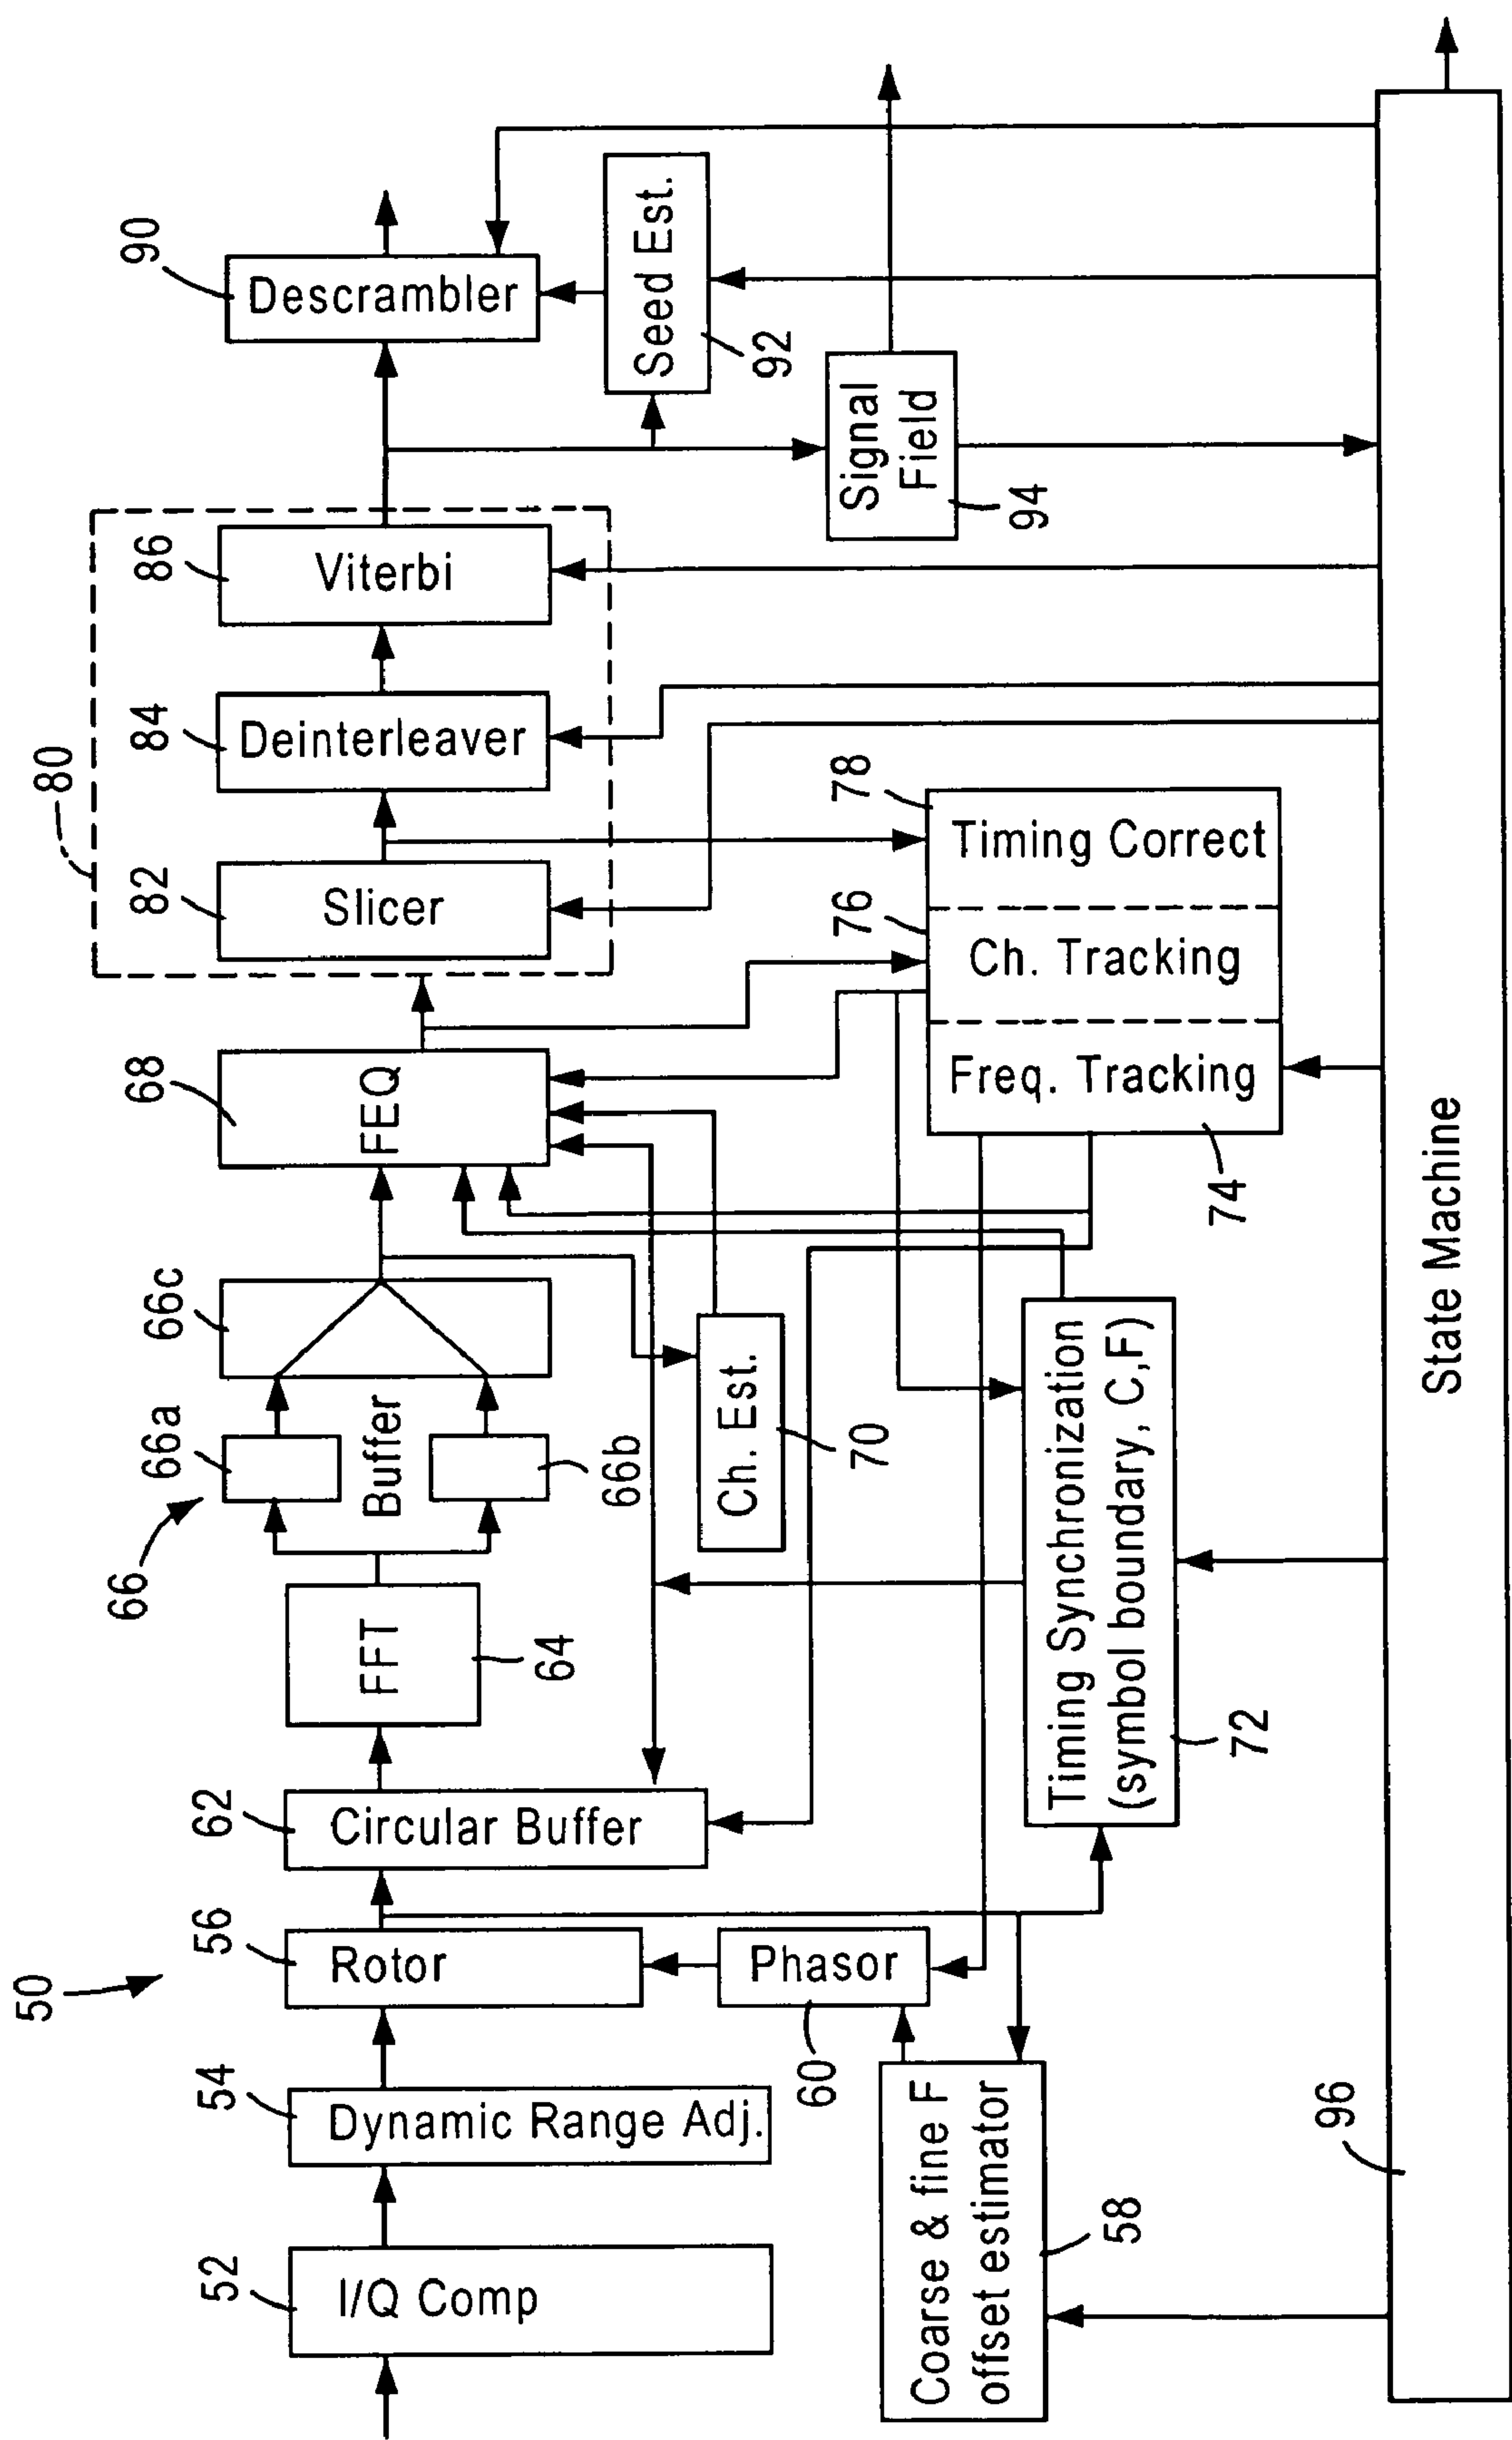 50
52
I/Q Comp
54
Dynamic Range Adj.
56
Rotor
62
Circular Buffer
FFT
64
66
66a
Buffer
66b
66c
68
FEQ
80
82
Slicer
84
Deinterleaver
86
Viterbi
90
Descrambler
Seed Est.
92
Signal
Field
94
Coarse & fine F
offset estimator
58
Phasor
60
Ch. Est.
70
Timing Synchronization
(symbol boundary, C,F)
72
Freq. Tracking
74
76
Ch. Tracking
78
Timing Correct
96
State Machine